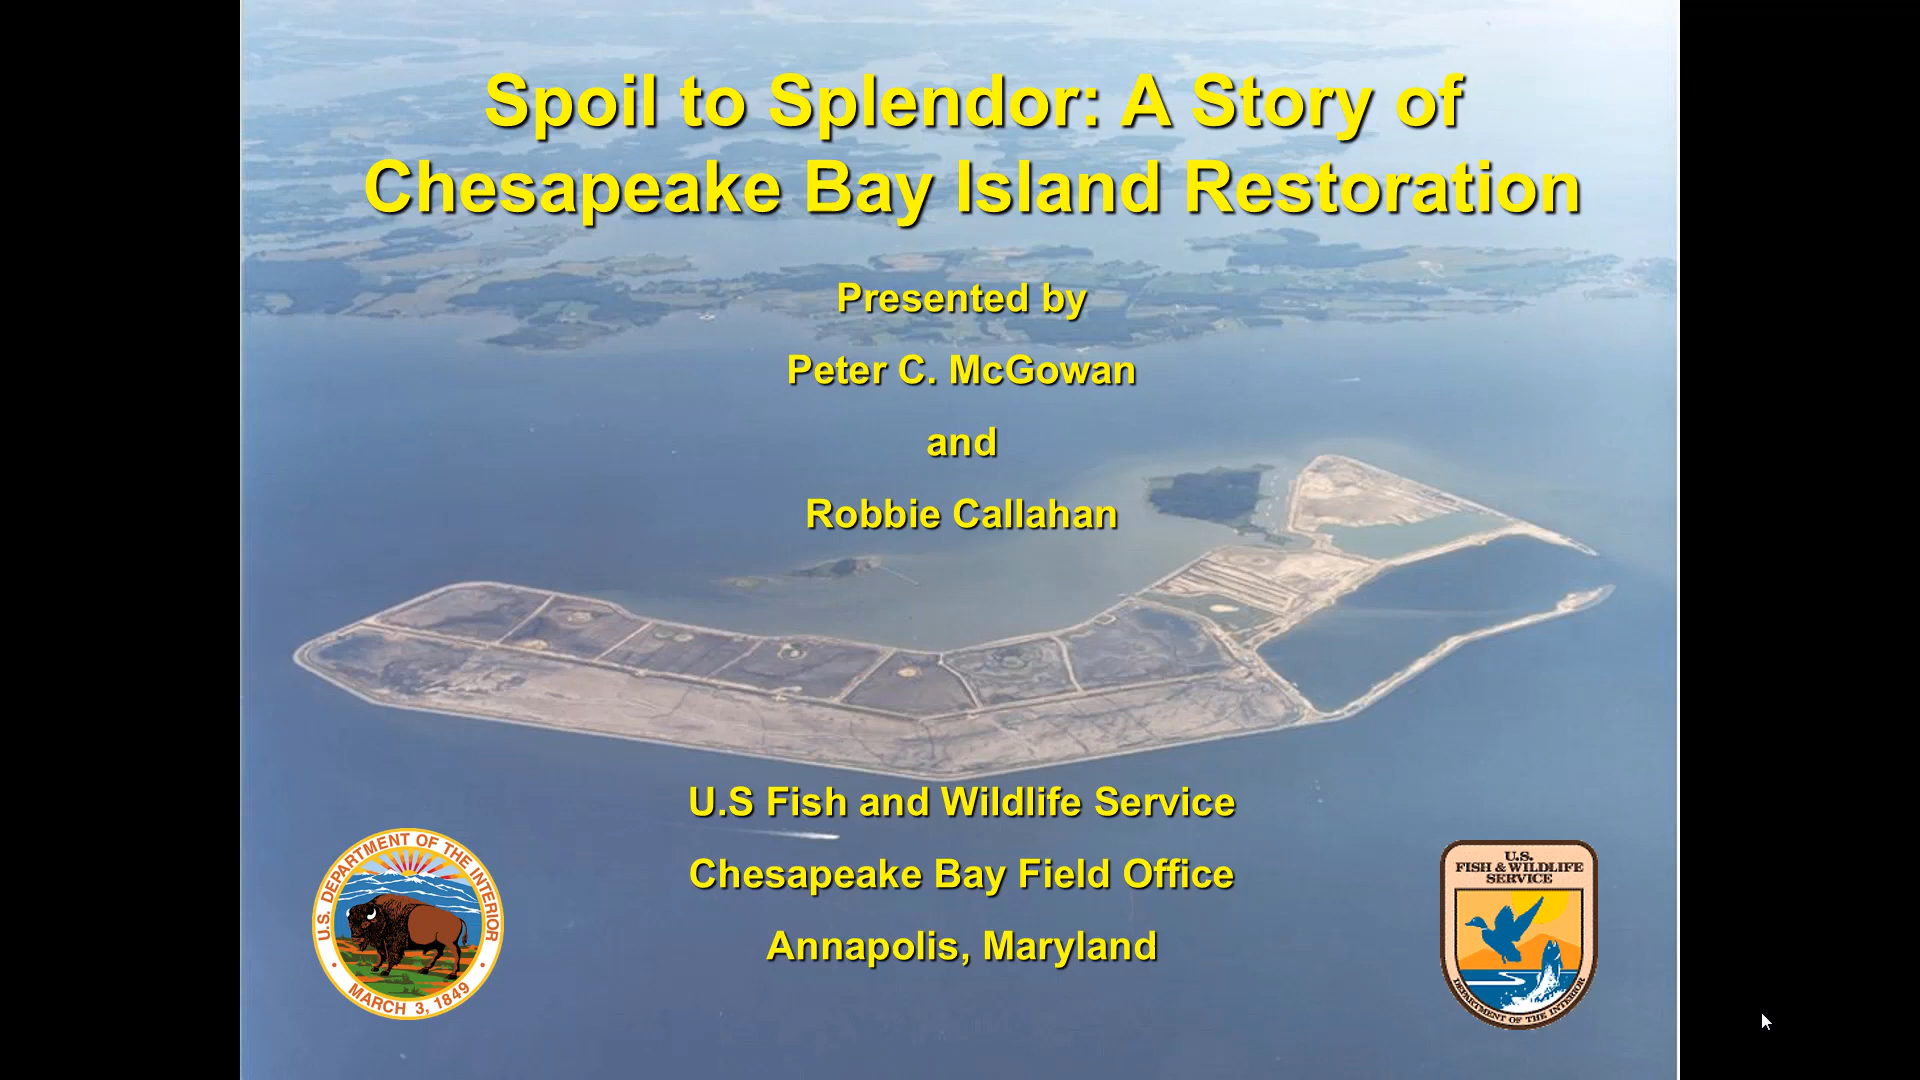 Spoil to Splendor: A Story of
Chesapeake Bay Island Restoration
Presented by
Peter C. McGowan
and
Robbie Callahan
U.S Fish and Wildlife Service
Chesapeake Bay Field Office
Annapolis, Maryland
U.S. DEPARTMENT OF THE INTERIOR
MARCH 3, 1849
U.S.
FISH & WILDLIFE
SERVICE
DEPARTMENT OF THE INTERIOR